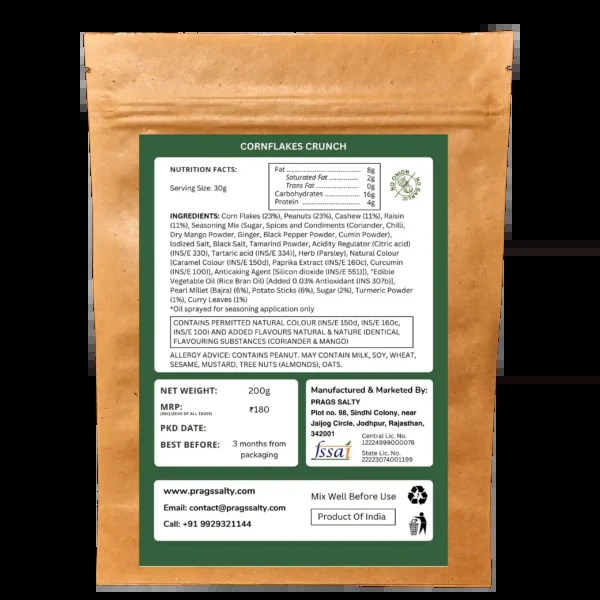 CORNFLAKES CRUNCH
NUTRITION FACTS:
Serving Size: 30g
Fat ........................................ 8g
Saturated Fat .................. 2g
Trans Fat ......................... 0g
Carbohydrates ..................... 16g
Protein ................................ 4g
NO ONION NO GARLIC
INGREDIENTS: Corn Flakes (23%), Peanuts (23%), Cashew (11%), Raisin
(11%), Seasoning Mix (Sugar, Spices and Condiments (Coriander, Chilli,
Dry Mango Powder, Ginger, Black Pepper Powder, Cumin Powder),
Iodized Salt, Black Salt, Tamarind Powder, Acidity Regulator (Citric acid)
(INS/E 330), Tartaric acid (INS/E 334)], Herb (Parsley), Natural Colour
[Caramel Colour (INS/E 150d), Paprika Extract (INS/E 160c), Curcumin
(INS/E 100)], Anticaking Agent [Silicon dioxide (INS/E 551)]), *Edible
Vegetable Oil (Rice Bran Oil) [Added 0.03% Antioxidant (INS 307b)],
Pearl Millet (Bajra) (6%), Potato Sticks (6%), Sugar (2%), Turmeric Powder
(1%), Curry Leaves (1%)
*Oil sprayed for seasoning application only
CONTAINS PERMITTED NATURAL COLOUR (INS/E 150d, INS/E 160c,
INS/E 100) AND ADDED FLAVOURS NATURAL & NATURE IDENTICAL
FLAVOURING SUBSTANCES (CORIANDER & MANGO)
ALLERGY ADVICE: CONTAINS PEANUT. MAY CONTAIN MILK, SOY, WHEAT,
SESAME, MUSTARD, TREE NUTS (ALMONDS), OATS.
NET WEIGHT: 200g
MRP: ₹180
(INCLUSIVE OF ALL TAXES)
PKD DATE:
BEST BEFORE: 3 months from
packaging
Manufactured & Marketed By:
PRAGS SALTY
Plot no. 98, Sindhi Colony, near
Jaljog Circle, Jodhpur, Rajasthan,
342001
fssai
Central Lic. No.
12224999000078
State Lic. No.
22223074001199
www.pragssalty.com
Email: contact@pragssalty.com
Call: +91 9929321144
Mix Well Before Use
Product Of India
7